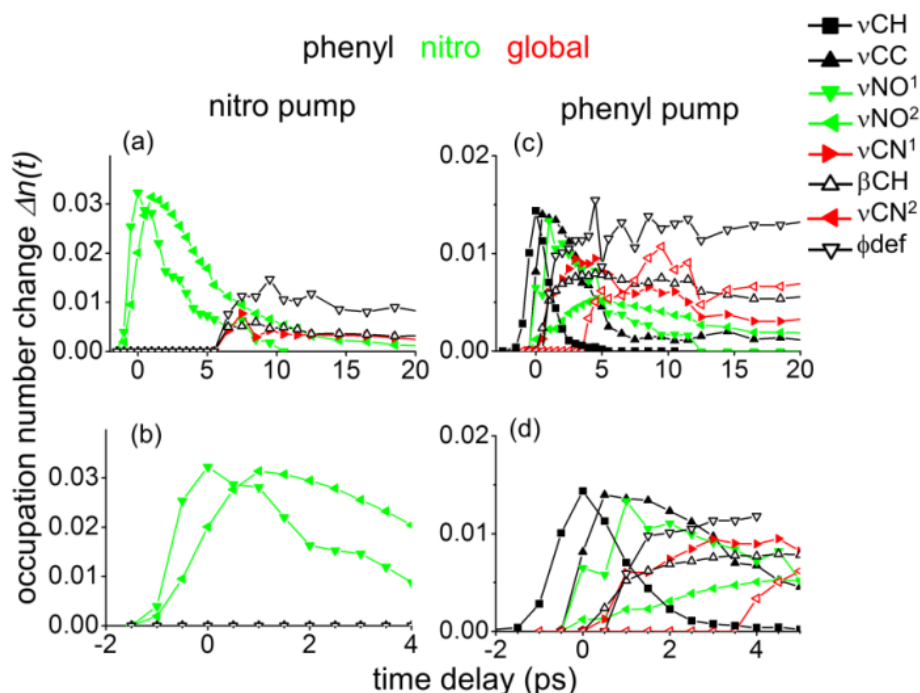 phenyl nitro global
nitro pump
phenyl pump
νCH
νCC
νNO¹
νNO²
νCN¹
βCH
νCN²
ϕdef
occupation number change Δn(t)
(a)
0.03
0.02
0.01
0.00
0 5 10 15 20
(c)
0.02
0.01
0.00
0 5 10 15 20
(b)
0.03
0.02
0.01
0.00
-2 0 2 4
(d)
0.02
0.01
0.00
-2 0 2 4
time delay (ps)